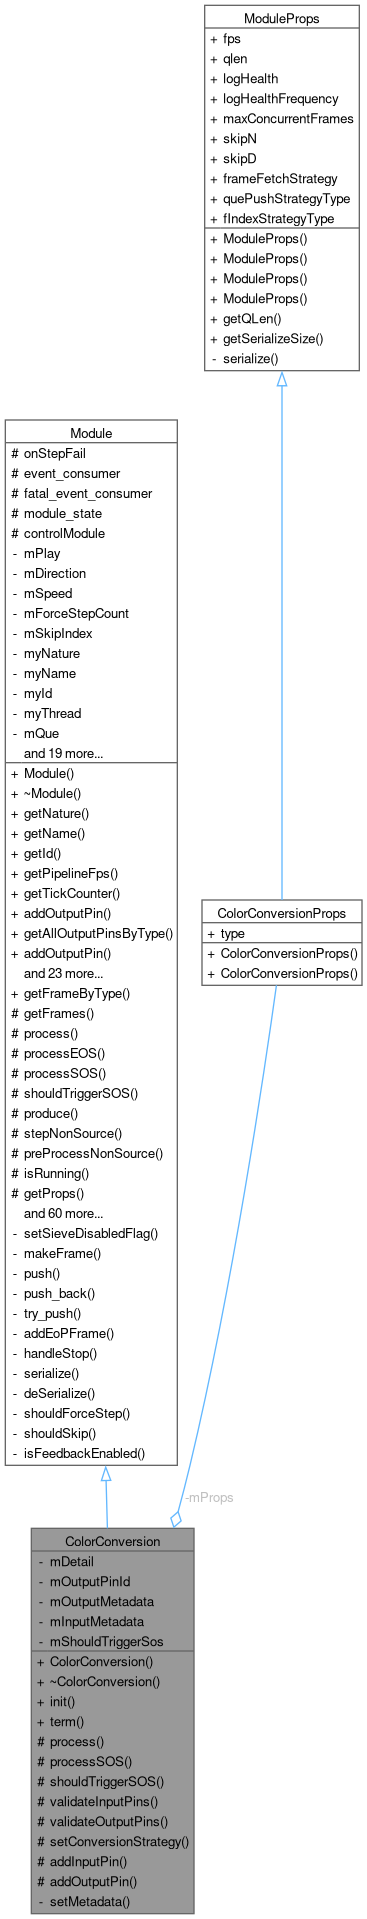 ModuleProps
+ fps
+ qlen
+ logHealth
+ logHealthFrequency
+ maxConcurrentFrames
+ skipN
+ skipD
+ frameFetchStrategy
+ quePushStrategyType
+ fIndexStrategyType
+ ModuleProps()
+ ModuleProps()
+ ModuleProps()
+ ModuleProps()
+ getQLen()
+ getSerializeSize()
- serialize()
Module
# onStepFail
# event_consumer
# fatal_event_consumer
# module_state
# controlModule
- mPlay
- mDirection
- mSpeed
- mForceStepCount
- mSkipIndex
- myNature
- myName
- myId
- myThread
- mQue
and 19 more...
+ Module()
+ ~Module()
+ getNature()
+ getName()
+ getId()
+ getPipelineFps()
+ getTickCounter()
+ addOutputPin()
+ getAllOutputPinsByType()
+ addOutputPin()
and 23 more...
+ getFrameByType()
# getFrames()
# process()
# processEOS()
# processSOS()
# shouldTriggerSOS()
# produce()
# stepNonSource()
# preProcessNonSource()
# isRunning()
# getProps()
and 60 more...
- setSieveDisabledFlag()
- makeFrame()
- push()
- push_back()
- try_push()
- addEoPFrame()
- handleStop()
- serialize()
- deSerialize()
- shouldForceStep()
- shouldSkip()
- isFeedbackEnabled()
ColorConversionProps
+ type
+ ColorConversionProps()
+ ColorConversionProps()
-mProps
ColorConversion
- mDetail
- mOutputPinId
- mOutputMetadata
- mInputMetadata
- mShouldTriggerSos
+ ColorConversion()
+ ~ColorConversion()
+ init()
+ term()
# process()
# processSOS()
# shouldTriggerSOS()
# validateInputPins()
# validateOutputPins()
# setConversionStrategy()
# addInputPin()
# addOutputPin()
- setMetadata()